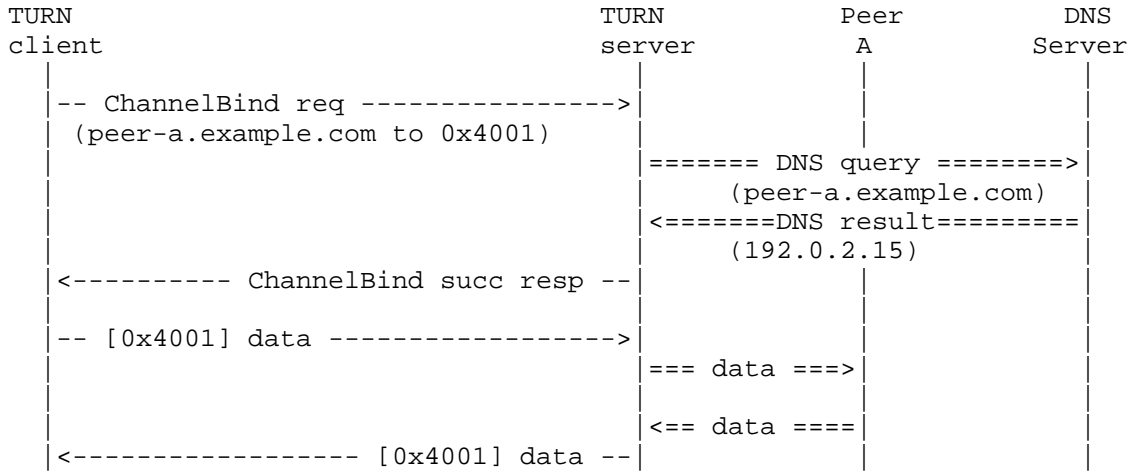 TURN TURN Peer DNS
client server A Server
-- ChannelBind req ---------------->
(peer-a.example.com to 0x4001)
======= DNS query ========>
(peer-a.example.com)
<=======DNS result=========
(192.0.2.15)
<---------- ChannelBind succ resp --
-- [0x4001] data ------------------>
=== data ===>
<== data ====
<------------------ [0x4001] data --